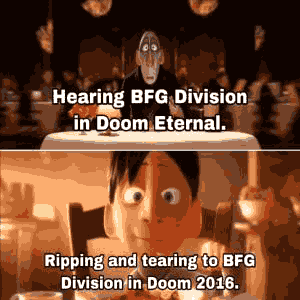 Hearing BFG Division
in Doom Eternal.
Ripping and tearing to BFG
Division in Doom 2016.